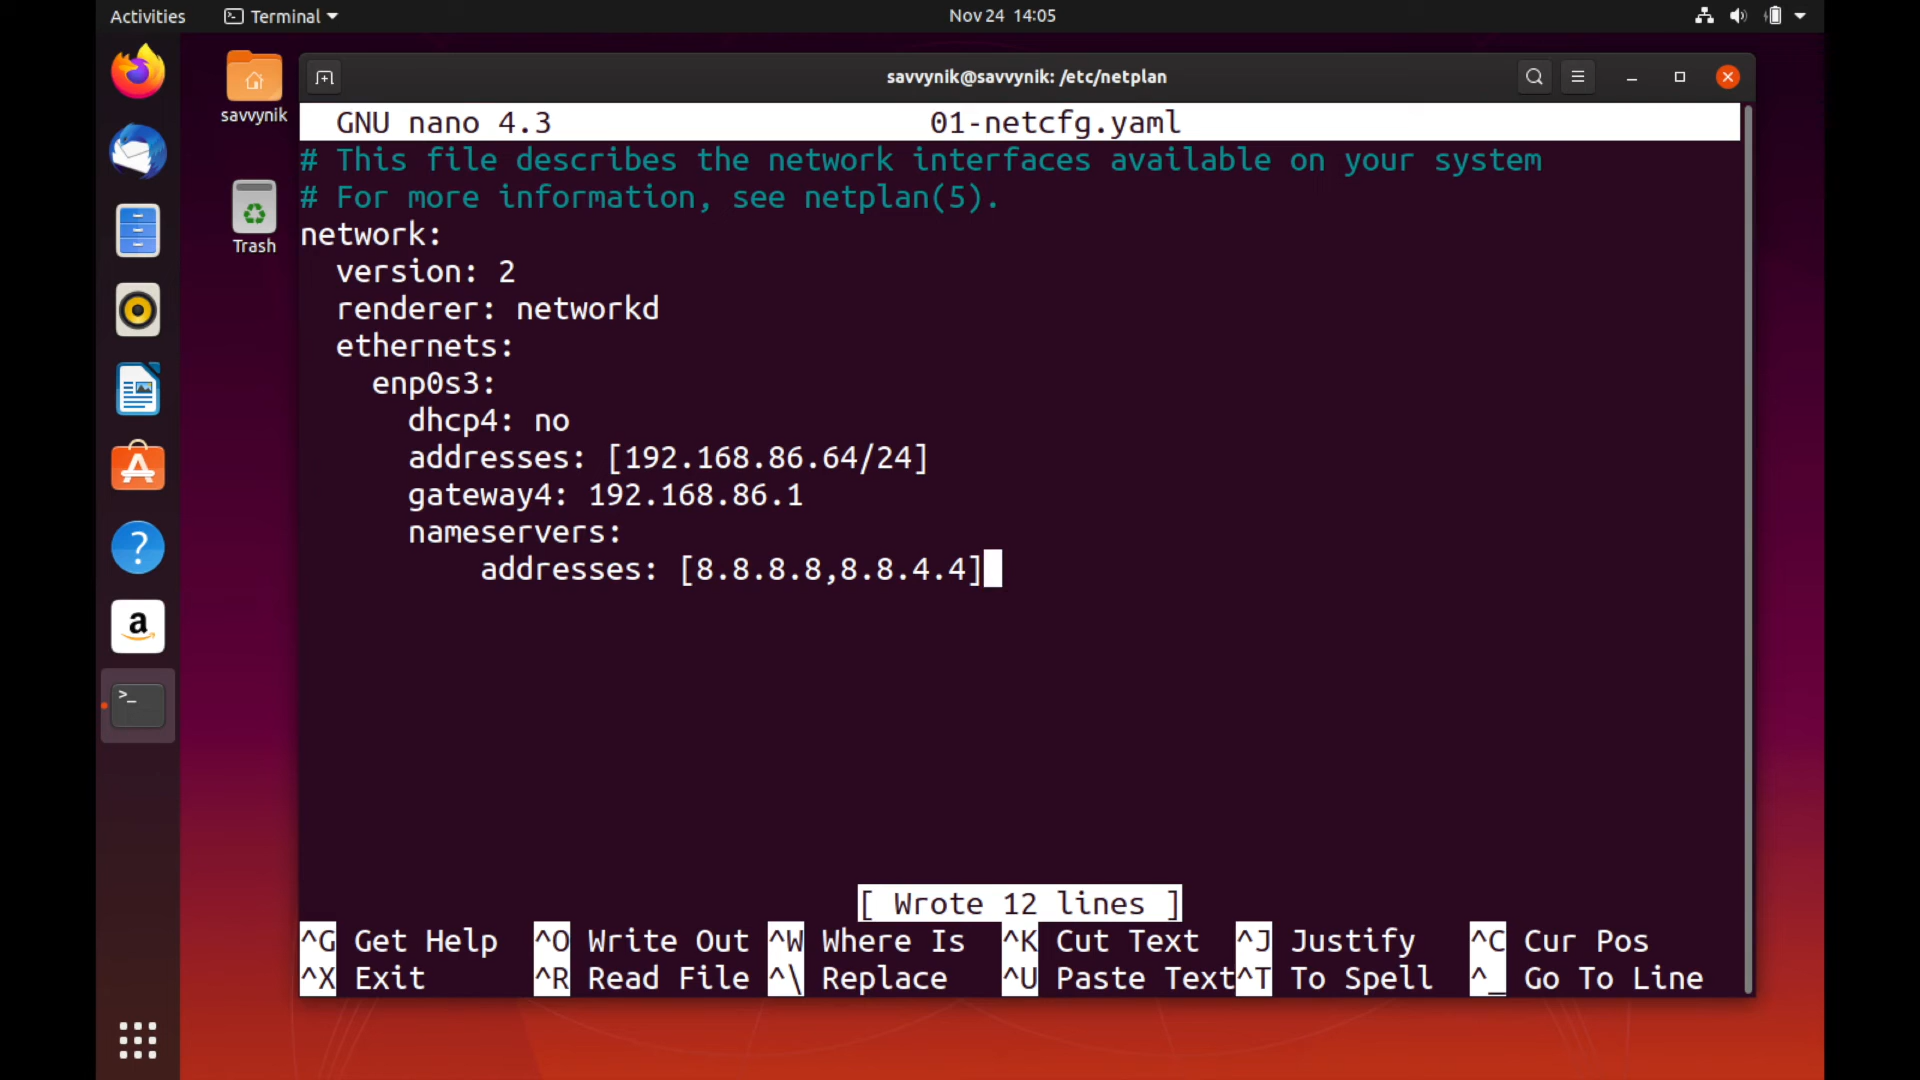 Activities Terminal Nov 24 14:05
savvynik
Trash
savvynik@savvynik: /etc/netplan
GNU nano 4.3 01-netcfg.yaml
# This file describes the network interfaces available on your system
# For more information, see netplan(5).
network:
  version: 2
  renderer: networkd
  ethernets:
    enp0s3:
      dhcp4: no
      addresses: [192.168.86.64/24]
      gateway4: 192.168.86.1
      nameservers:
          addresses: [8.8.8.8,8.8.4.4]
[ Wrote 12 lines ]
^G Get Help ^O Write Out ^W Where Is ^K Cut Text ^J Justify ^C Cur Pos
^X Exit ^R Read File ^\ Replace ^U Paste Text ^T To Spell ^_ Go To Line